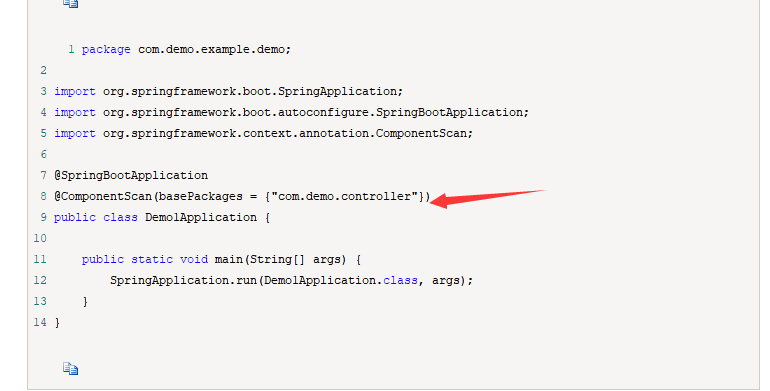 1 package com.demo.example.demo;
2
3 import org.springframework.boot.SpringApplication;
4 import org.springframework.boot.autoconfigure.SpringBootApplication;
5 import org.springframework.context.annotation.ComponentScan;
6
7 @SpringBootApplication
8 @ComponentScan(basePackages = {"com.demo.controller"})
9 public class DemolApplication {
10
11     public static void main(String[] args) {
12         SpringApplication.run(DemolApplication.class, args);
13     }
14 }